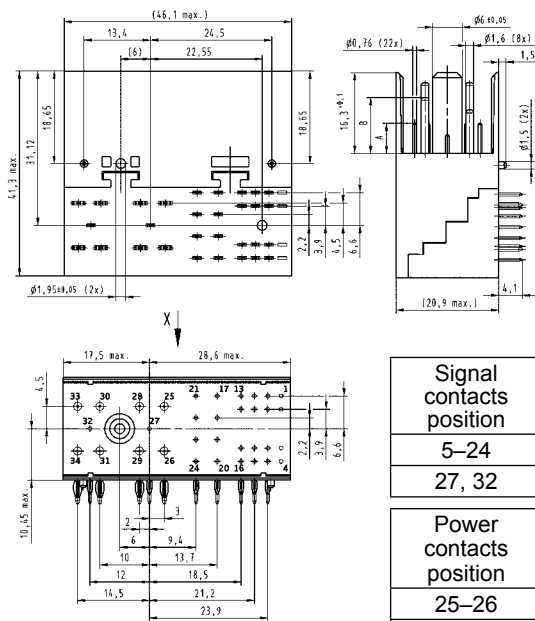 (46,1 max.)
13,4
24,5
(6)
22,55
41,3 max.
31,12
18,65
18,65
2,2
3,9
4,5
6,6
Ø1,95±0,05 (2x)
Ø6±0,05
Ø0,76 (22x)
Ø1,6 (8x)
1,5
16,3 +0,1
B
A
Ø1,5 (2x)
4,1
(20,9 max.)
X
17,5 max.
28,6 max.
4,5
33
30
28
25
21
17
13
1
32
27
34
31
29
26
24
20
16
4
2,2
3,9
6,6
10,45 max.
3
2
6
9,4
10
13,7
12
18,5
14,5
21,2
23,9
Signal
contacts
position
5–24
27, 32
Power
contacts
position
25–26